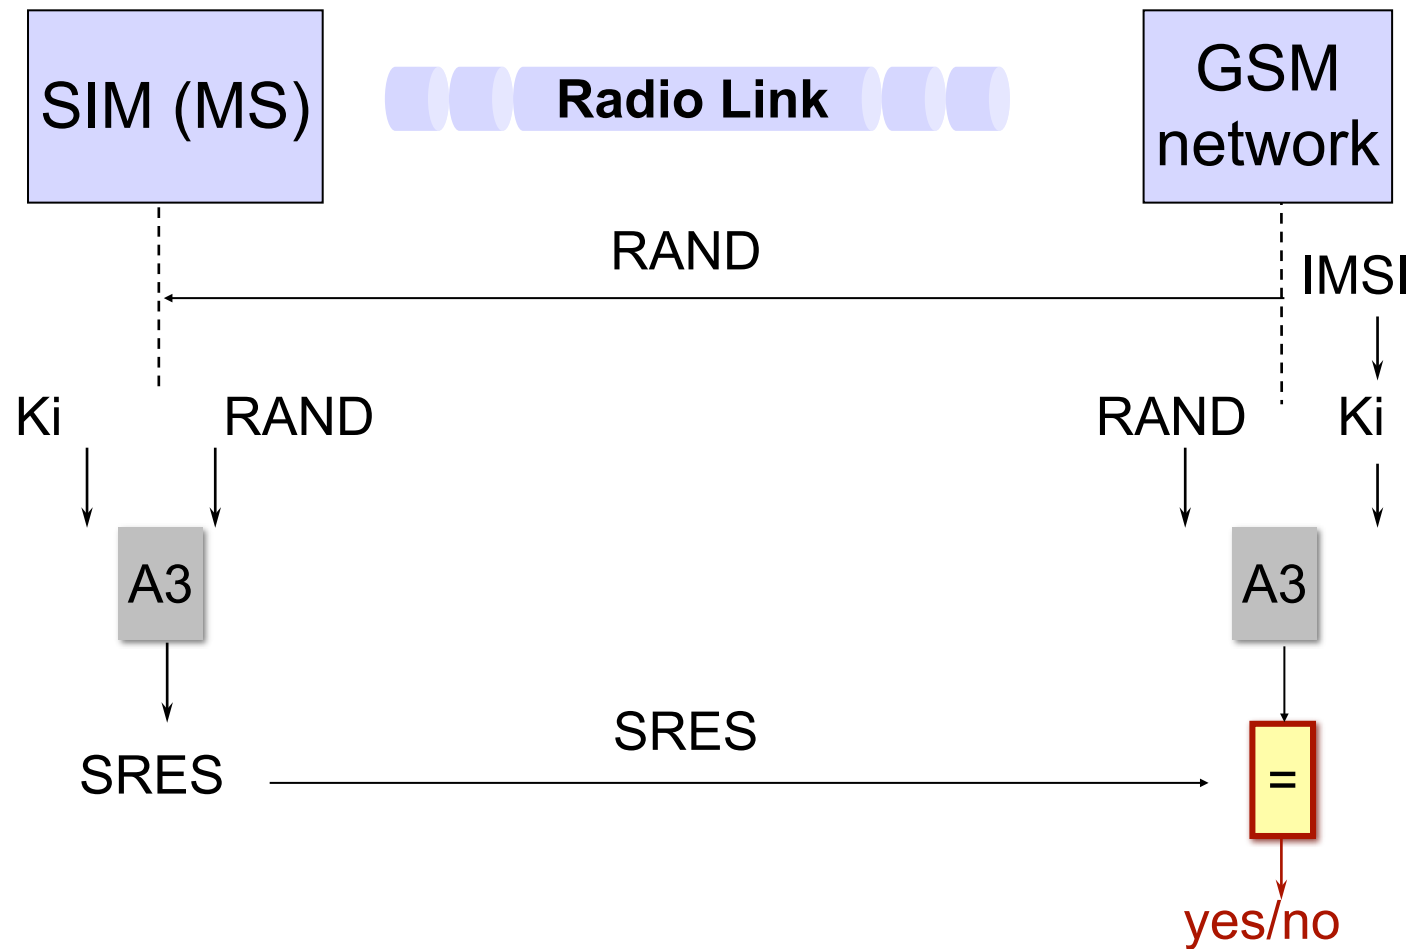 SIM (MS)
Radio Link
GSM
network
RAND
IMSI
Ki
RAND
RAND
Ki
A3
A3
SRES
SRES
=
yes/no